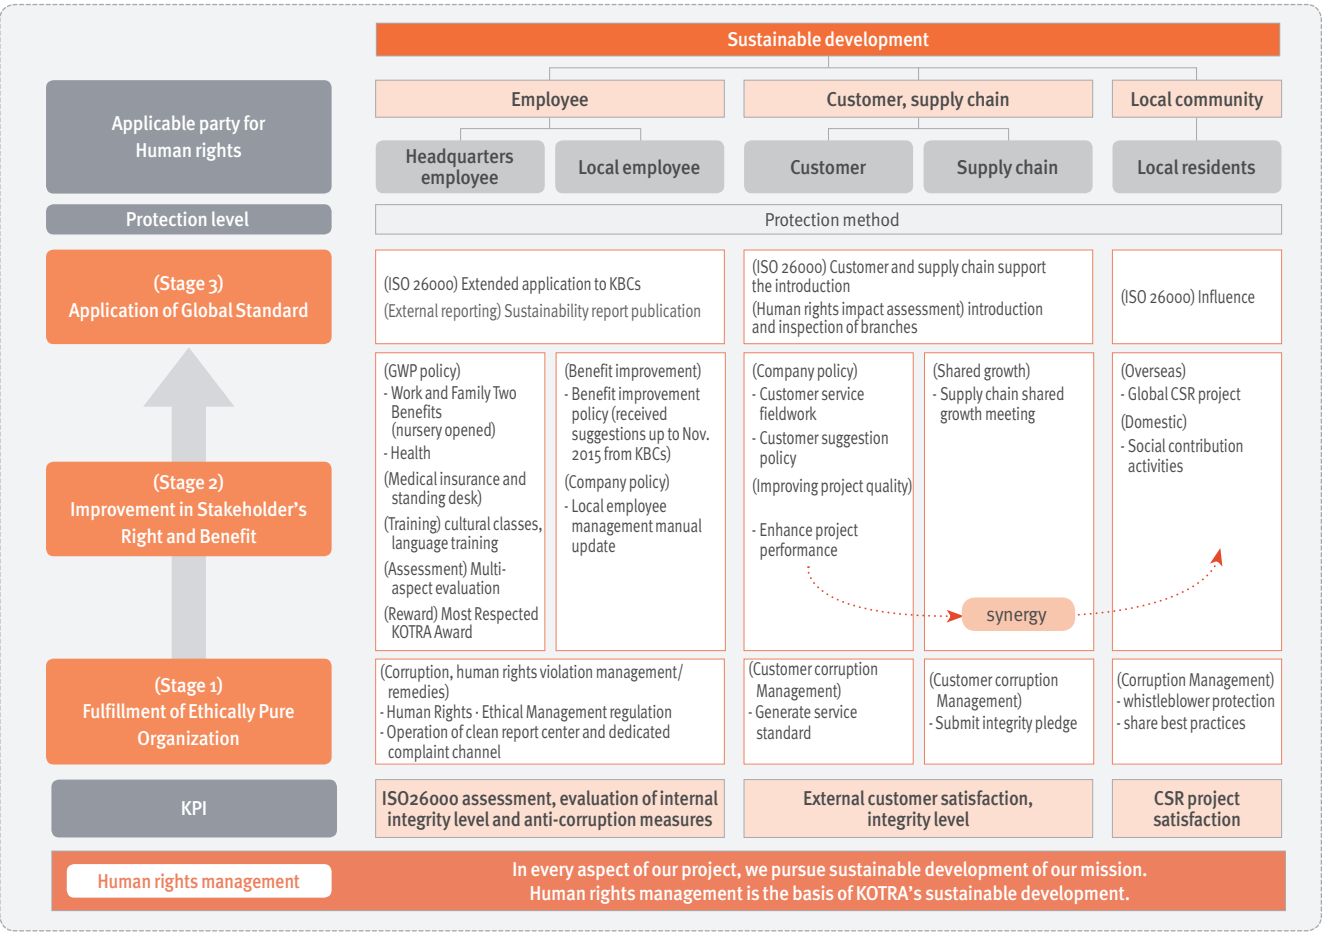 Sustainable development
Applicable party for
Human rights
Employee
Customer, supply chain
Local community
Headquarters
employee
Local employee
Customer
Supply chain
Local residents
Protection level
Protection method
(Stage 3)
Application of Global Standard
(ISO 26000) Extended application to KBCs
(External reporting) Sustainability report publication
(ISO 26000) Customer and supply chain support
the introduction
(Human rights impact assessment) introduction
and inspection of branches
(ISO 26000) Influence
(Stage 2)
Improvement in Stakeholder's
Right and Benefit
(GWP policy)
- Work and Family Two
Benefits
(nursery opened)
- Health
(Medical insurance and
standing desk)
(Training) cultural classes,
language training
(Assessment) Multi-
aspect evaluation
(Reward) Most Respected
KOTRA Award
(Benefit improvement)
- Benefit improvement
policy (received
suggestions up to Nov.
2015 from KBCs)
(Company policy)
- Local employee
management manual
update
(Company policy)
- Customer service
fieldwork
- Customer suggestion
policy
(Improving project quality)
- Enhance project
performance
(Shared growth)
- Supply chain shared
growth meeting
synergy
(Overseas)
- Global CSR project
(Domestic)
- Social contribution
activities
(Stage 1)
Fulfillment of Ethically Pure
Organization
(Corruption, human rights violation management/
remedies)
- Human Rights · Ethical Management regulation
- Operation of clean report center and dedicated
complaint channel
(Customer corruption
Management)
- Generate service
standard
(Customer corruption
Management)
- Submit integrity pledge
(Corruption Management)
- whistleblower protection
- share best practices
KPI
ISO26000 assessment, evaluation of internal
integrity level and anti-corruption measures
External customer satisfaction,
integrity level
CSR project
satisfaction
Human rights management
In every aspect of our project, we pursue sustainable development of our mission.
Human rights management is the basis of KOTRA's sustainable development.